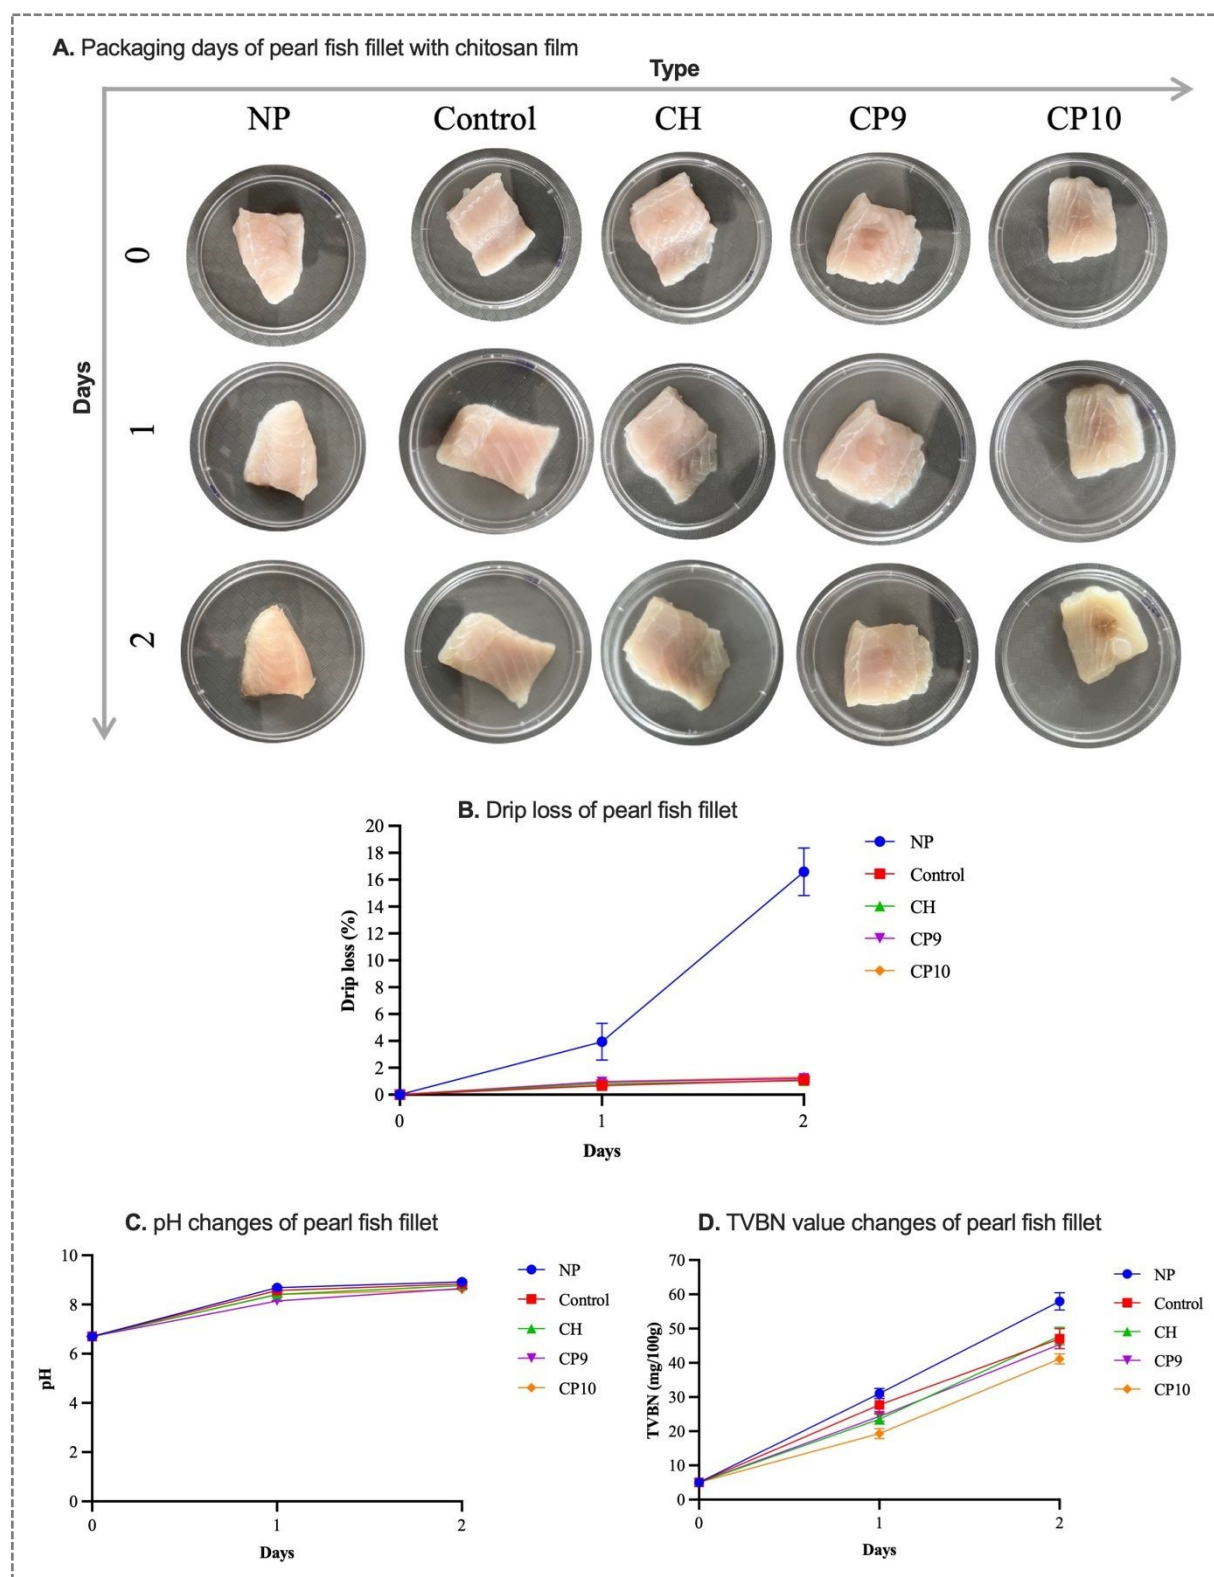 A. Packaging days of pearl fish fillet with chitosan film
Type
NP Control CH CP9 CP10
Days
0
1
2
B. Drip loss of pearl fish fillet
Drip loss (%)
20
18
16
14
12
10
8
6
4
2
0
0 1 2
Days
NP
Control
CH
CP9
CP10
C. pH changes of pearl fish fillet
pH
10
8
6
4
2
0
0 1 2
Days
NP
Control
CH
CP9
CP10
D. TVBN value changes of pearl fish fillet
TVBN (mg/100g)
70
60
50
40
30
20
10
0
0 1 2
Days
NP
Control
CH
CP9
CP10